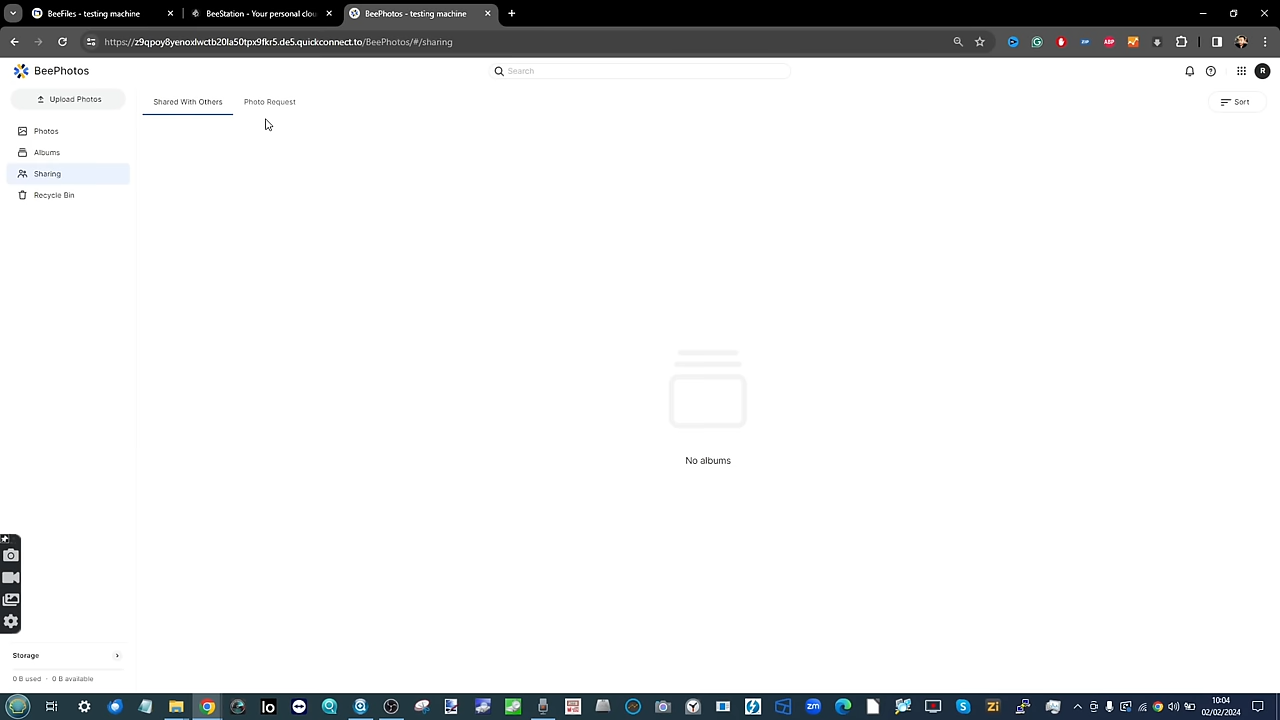 BeeFiles - testing machine
BeeStation - Your personal clou
BeePhotos - testing machine
https://z9qpoy8yenoxlwctb20la50tpx9fkr5.de5.quickconnect.to/BeePhotos/#/sharing
BeePhotos
Search
R
Upload Photos
Shared With Others
Photo Request
Sort
Photos
Albums
Sharing
Recycle Bin
No albums
Storage
0 B used · 0 B available
10:04
02/02/2024